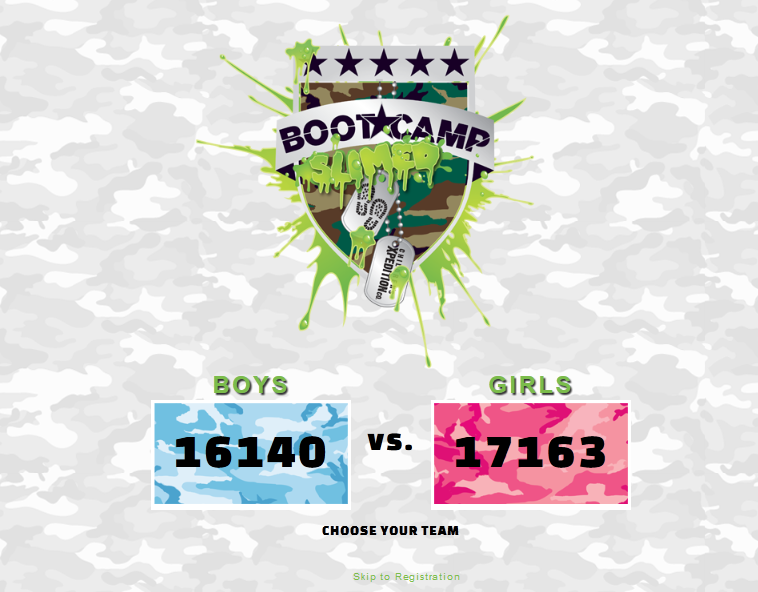 BOOT CAMP
SLIMED
BOYS
GIRLS
16140
VS.
17163
CHOOSE YOUR TEAM
Skip to Registration